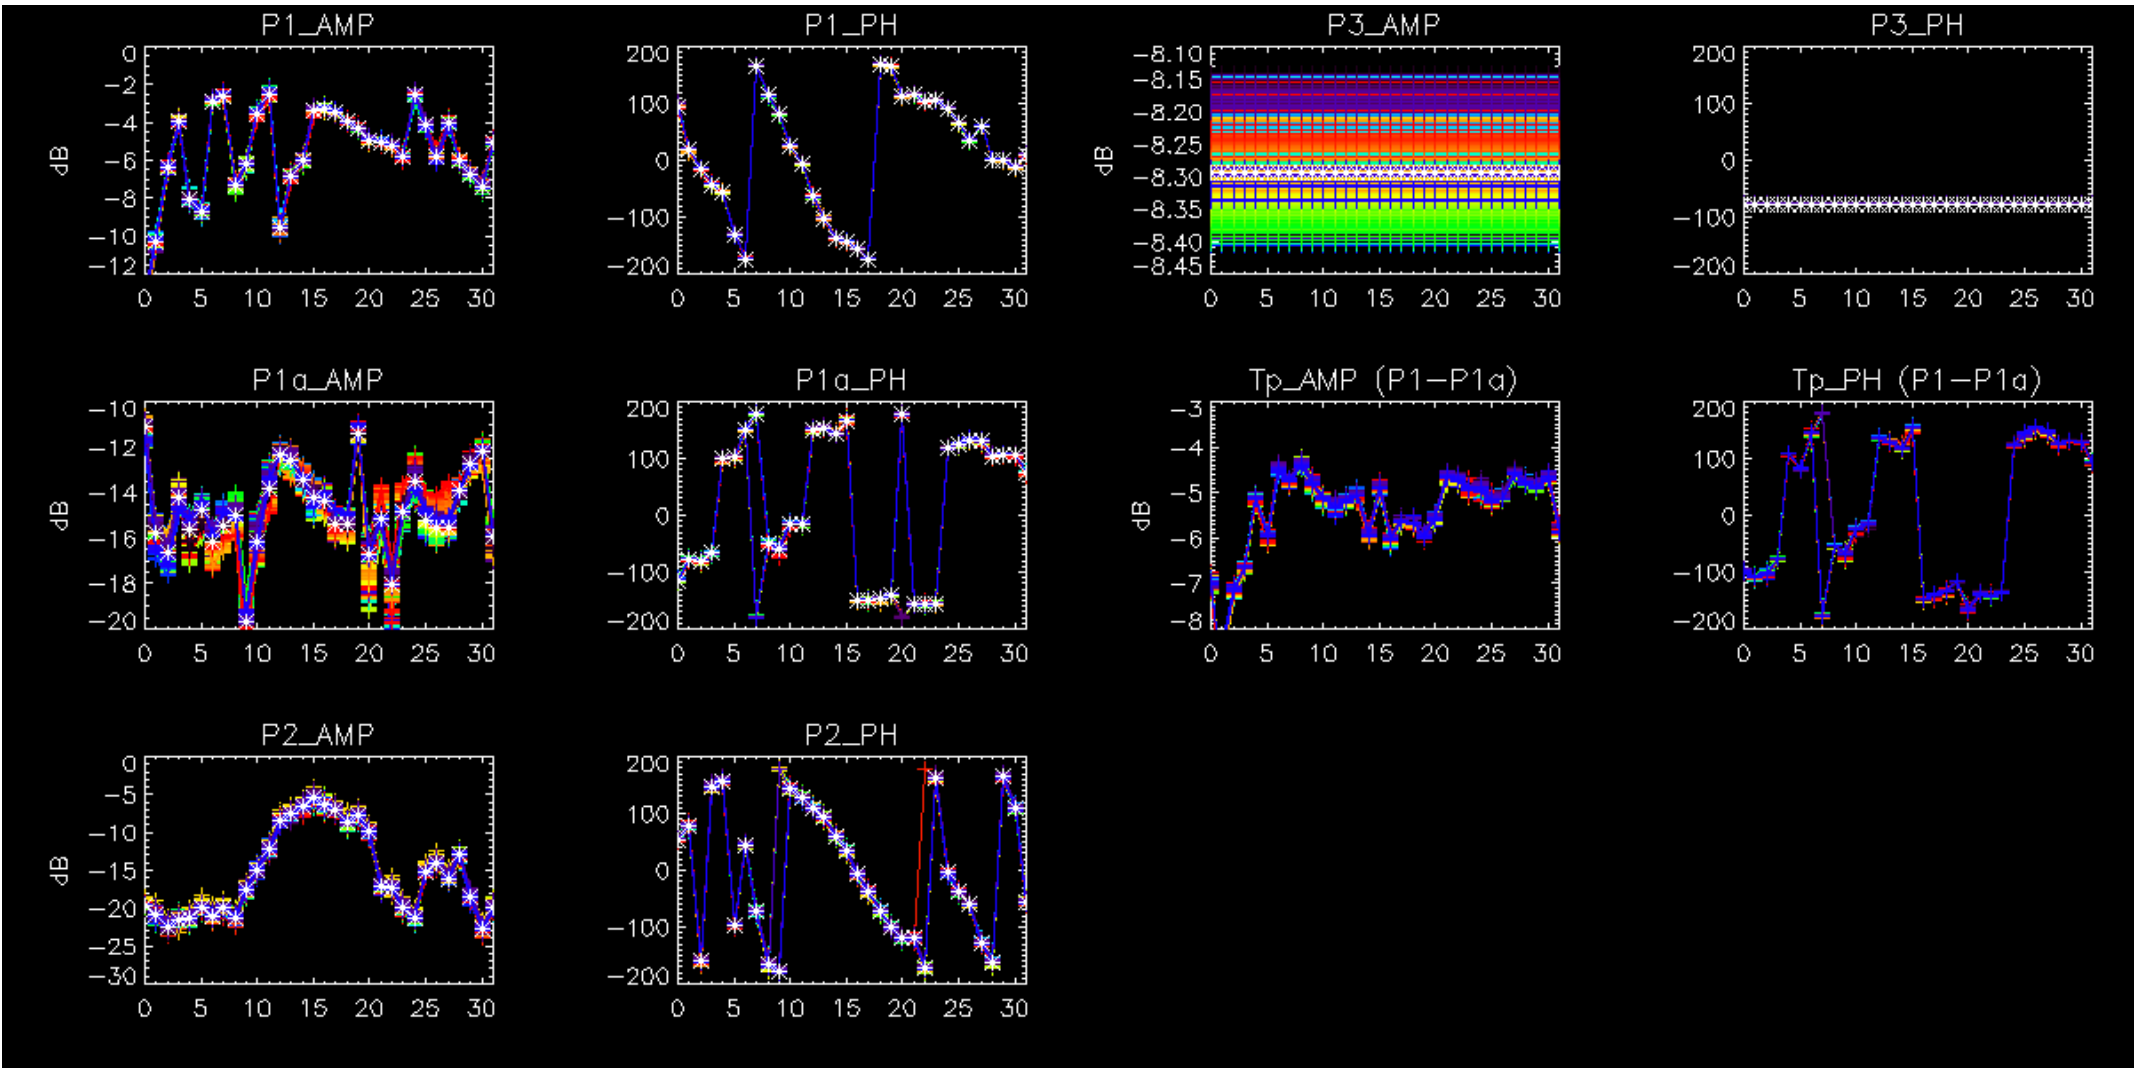 P1_AMP
0
−2
−4
−6
−8
−10
−12
dB
0 5 10 15 20 25 30
P1_PH
200
100
0
−100
−200
0 5 10 15 20 25 30
P3_AMP
−8.10
−8.15
−8.20
−8.25
−8.30
−8.35
−8.40
−8.45
dB
0 5 10 15 20 25 30
P3_PH
200
100
0
−100
−200
0 5 10 15 20 25 30
P1a_AMP
−10
−12
−14
−16
−18
−20
dB
0 5 10 15 20 25 30
P1a_PH
200
100
0
−100
−200
0 5 10 15 20 25 30
Tp_AMP (P1−P1a)
−3
−4
−5
−6
−7
−8
dB
0 5 10 15 20 25 30
Tp_PH (P1−P1a)
200
100
0
−100
−200
0 5 10 15 20 25 30
P2_AMP
0
−5
−10
−15
−20
−25
−30
dB
0 5 10 15 20 25 30
P2_PH
200
100
0
−100
−200
0 5 10 15 20 25 30